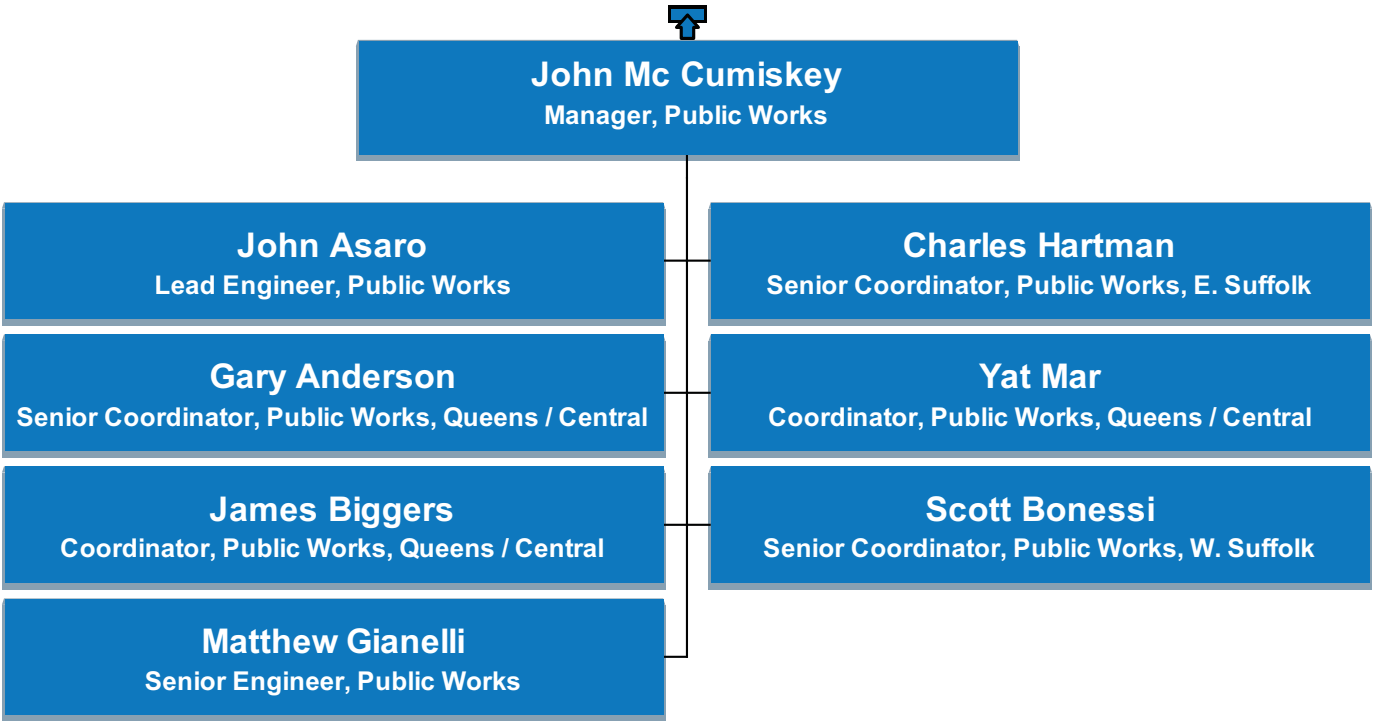 John Mc Cumiskey
Manager, Public Works
John Asaro
Lead Engineer, Public Works
Charles Hartman
Senior Coordinator, Public Works, E. Suffolk
Gary Anderson
Senior Coordinator, Public Works, Queens / Central
Yat Mar
Coordinator, Public Works, Queens / Central
James Biggers
Coordinator, Public Works, Queens / Central
Scott Bonessi
Senior Coordinator, Public Works, W. Suffolk
Matthew Gianelli
Senior Engineer, Public Works